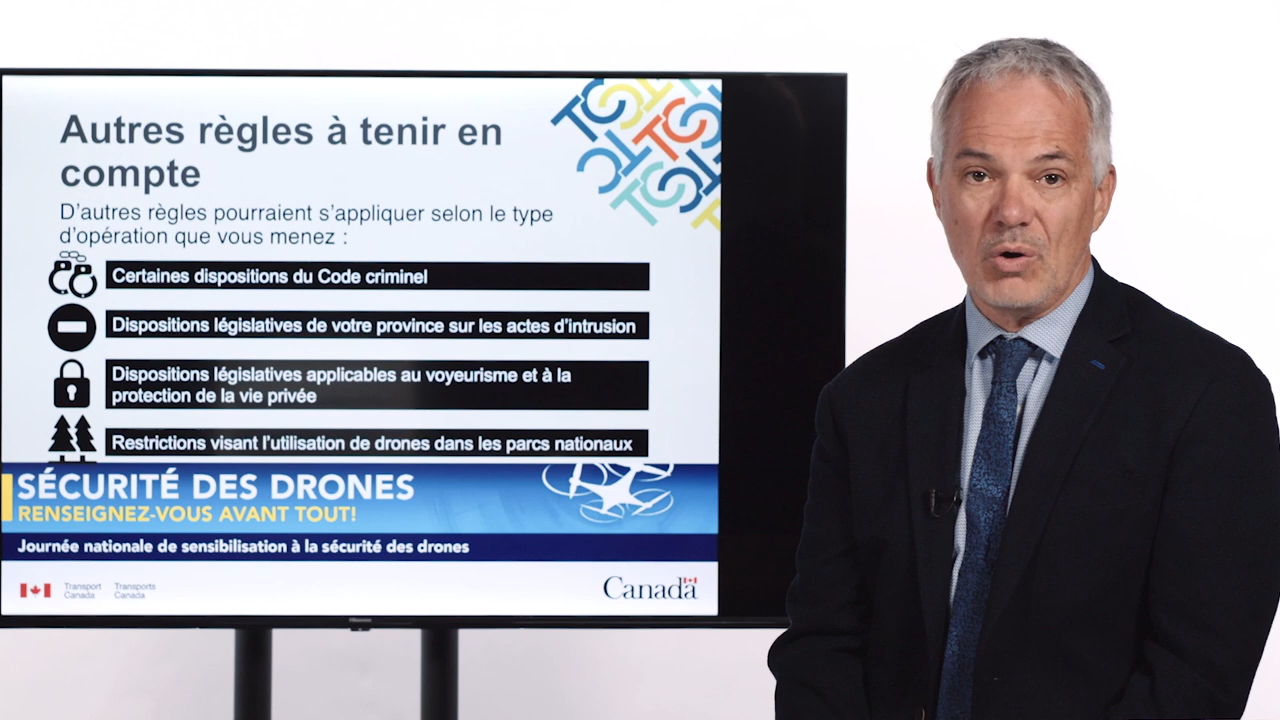 Autres règles à tenir en
compte
D'autres règles pourraient s'appliquer selon le type
d'opération que vous menez :
Certaines dispositions du Code criminel
Dispositions législatives de votre province sur les actes d'intrusion
Dispositions législatives applicables au voyeurisme et à la
protection de la vie privée
Restrictions visant l'utilisation de drones dans les parcs nationaux
SÉCURITÉ DES DRONES
RENSEIGNEZ-VOUS AVANT TOUT!
Journée nationale de sensibilisation à la sécurité des drones
Transport Transports
Canada Canada
Canada
Hisense